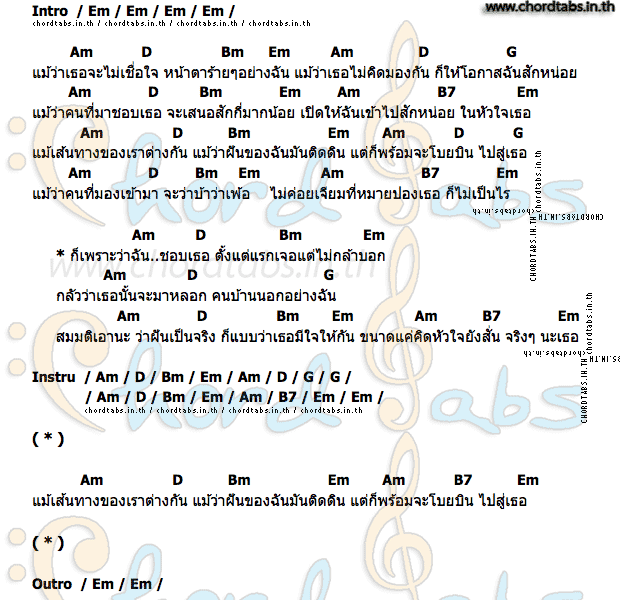 www.chordtabs.in.th
Intro / Em / Em / Em / Em /
chordtabs.in.th / chordtabs.in.th / chordtabs.in.th / chordtabs.in.th
Am D Bm Em Am D G
แม้ว่าเธอจะไม่เชื่อใจ หน้าตาร้ายๆอย่างฉัน แม้ว่าเธอไม่คิดมองกัน ก็ให้โอกาสฉันสักหน่อย
Am D Bm Em Am B7 Em
แม้ว่าคนที่มาชอบเธอ จะเสนอสักกี่มากน้อย เปิดให้ฉันเข้าไปสักหน่อย ในหัวใจเธอ
Am D Bm Em Am D G
แม้เส้นทางของเราต่างกัน แม้ว่าฝันของฉันมันติดดิน แต่ก็พร้อมจะโบยบิน ไปสู่เธอ
Am D Bm Em Am B7 Em
แม้ว่าคนที่มองเข้ามา จะว่าบ้าว่าเพ้อ ไม่ค่อยเจียมที่หมายปองเธอ ก็ไม่เป็นไร
chordtabs.in.th
CHORDTABS.IN.TH
CHORDTABS.IN.TH chordtabs.in.th
Am D Bm Em
* ก็เพราะว่าฉัน..ชอบเธอ ตั้งแต่แรกเจอแต่ไม่กล้าบอก
www.chordtabs.in.th
Am D G
กลัวว่าเธอนั้นจะมาหลอก คนบ้านนอกอย่างฉัน
Am D Bm Em Am B7 Em
สมมติเอานะ ว่าฝันเป็นจริง ก็แบบว่าเธอมีใจให้กัน ขนาดแค่คิดหัวใจยังสั่น จริงๆ นะเธอ
chordtabs.in.th
CHORDTABS.IN.TH chordtabs.in.th
Instru / Am / D / Bm / Em / Am / D / G / G /
/ Am / D / Bm / Em / Am / B7 / Em / Em /
chordtabs.in.th / chordtabs.in.th / chordtabs.in.th / chordtabs.in.th
Chord Tabs
( * )
Am D Bm Em Am B7 Em
แม้เส้นทางของเราต่างกัน แม้ว่าฝันของฉันมันติดดิน แต่ก็พร้อมจะโบยบิน ไปสู่เธอ
( * )
Outro / Em / Em /